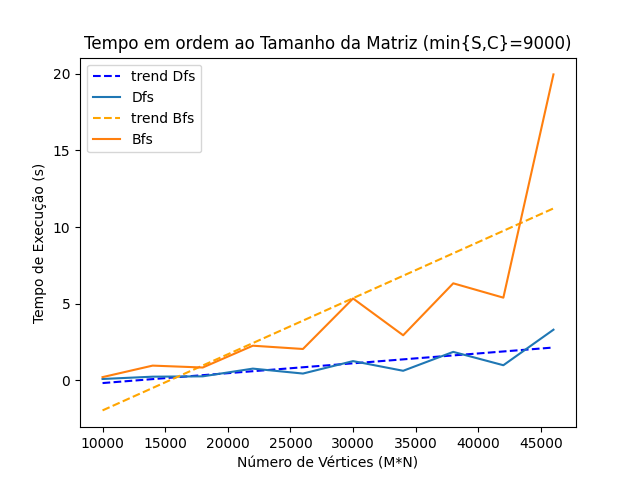 Tempo em ordem ao Tamanho da Matriz (min{S,C}=9000)
trend Dfs
Dfs
trend Bfs
Bfs
20
15
10
5
0
Tempo de Execução (s)
10000 15000 20000 25000 30000 35000 40000 45000
Número de Vértices (M*N)